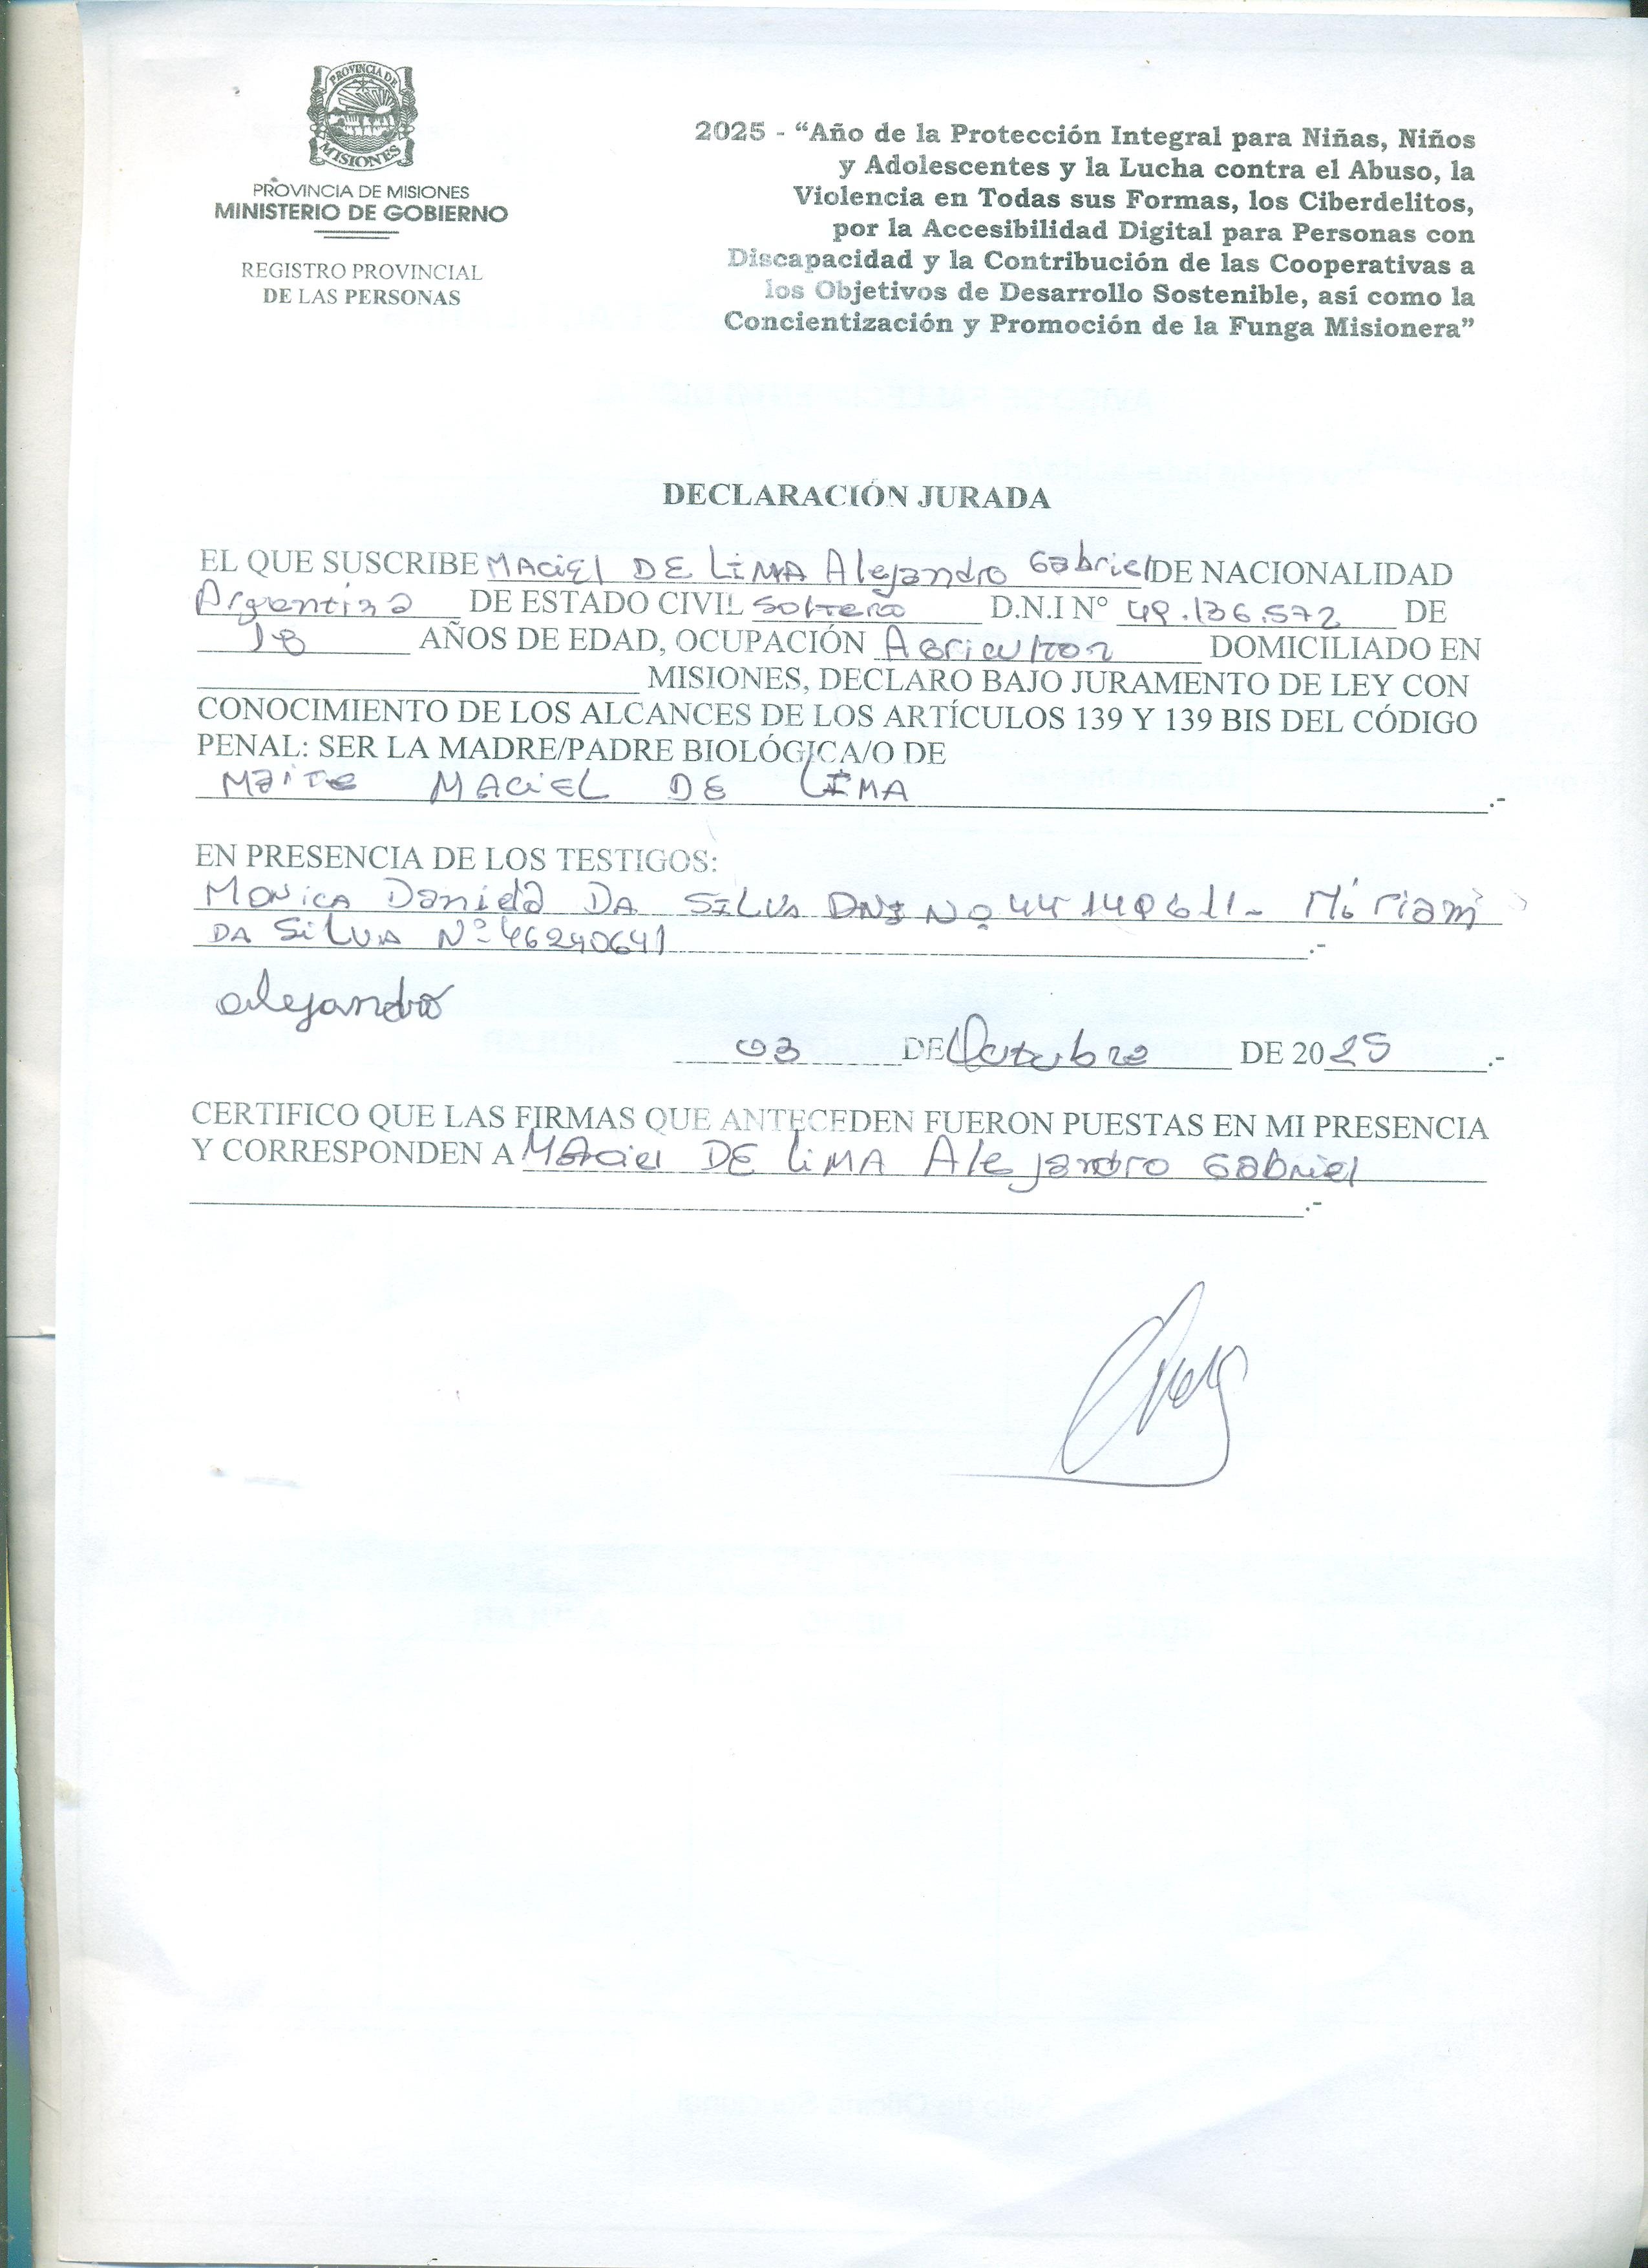 PROVINCIA DE
MISIONES
PROVINCIA DE MISIONES
MINISTERIO DE GOBIERNO
REGISTRO PROVINCIAL
DE LAS PERSONAS
2025 - “Año de la Protección Integral para Niñas, Niños
y Adolescentes y la Lucha contra el Abuso, la
Violencia en Todas sus Formas, los Ciberdelitos,
por la Accesibilidad Digital para Personas con
Discapacidad y la Contribución de las Cooperativas a
los Objetivos de Desarrollo Sostenible, así como la
Concientización y Promoción de la Funga Misionera”
DECLARACIÓN JURADA
EL QUE SUSCRIBE MACiEl DE LiMA Alejandro Gabriel DE NACIONALIDAD
Argentina DE ESTADO CIVIL Soltero D.N.I N° 49.136.572 DE
18 AÑOS DE EDAD, OCUPACIÓN Agricultor DOMICILIADO EN
MISIONES, DECLARO BAJO JURAMENTO DE LEY CON
CONOCIMIENTO DE LOS ALCANCES DE LOS ARTÍCULOS 139 Y 139 BIS DEL CÓDIGO
PENAL: SER LA MADRE/PADRE BIOLÓGICA/O DE
Maite MACiEL DE LiMA .-
EN PRESENCIA DE LOS TESTIGOS:
MONICA Daniela DA SILVA DNI Nº 44140611- Miriam
DA SiLVA Nº 46240641 .-
alejandro
03 DE Octubre DE 2025 .-
CERTIFICO QUE LAS FIRMAS QUE ANTECEDEN FUERON PUESTAS EN MI PRESENCIA
Y CORRESPONDEN A MAciel DE LiMA Alejandro Gabriel
.-